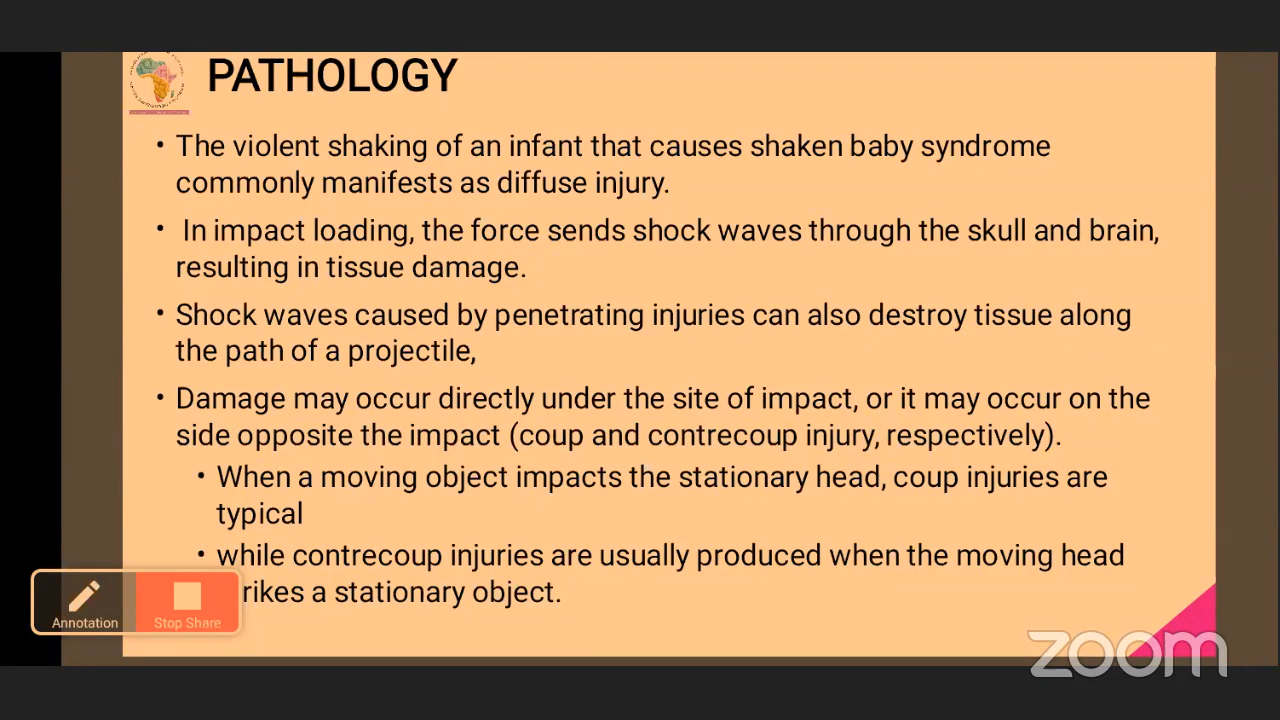 PATHOLOGY
• The violent shaking of an infant that causes shaken baby syndrome
commonly manifests as diffuse injury.
• In impact loading, the force sends shock waves through the skull and brain,
resulting in tissue damage.
• Shock waves caused by penetrating injuries can also destroy tissue along
the path of a projectile,
• Damage may occur directly under the site of impact, or it may occur on the
side opposite the impact (coup and contrecoup injury, respectively).
• When a moving object impacts the stationary head, coup injuries are
typical
• while contrecoup injuries are usually produced when the moving head
rikes a stationary object.
Annotation
Stop Share
zoom